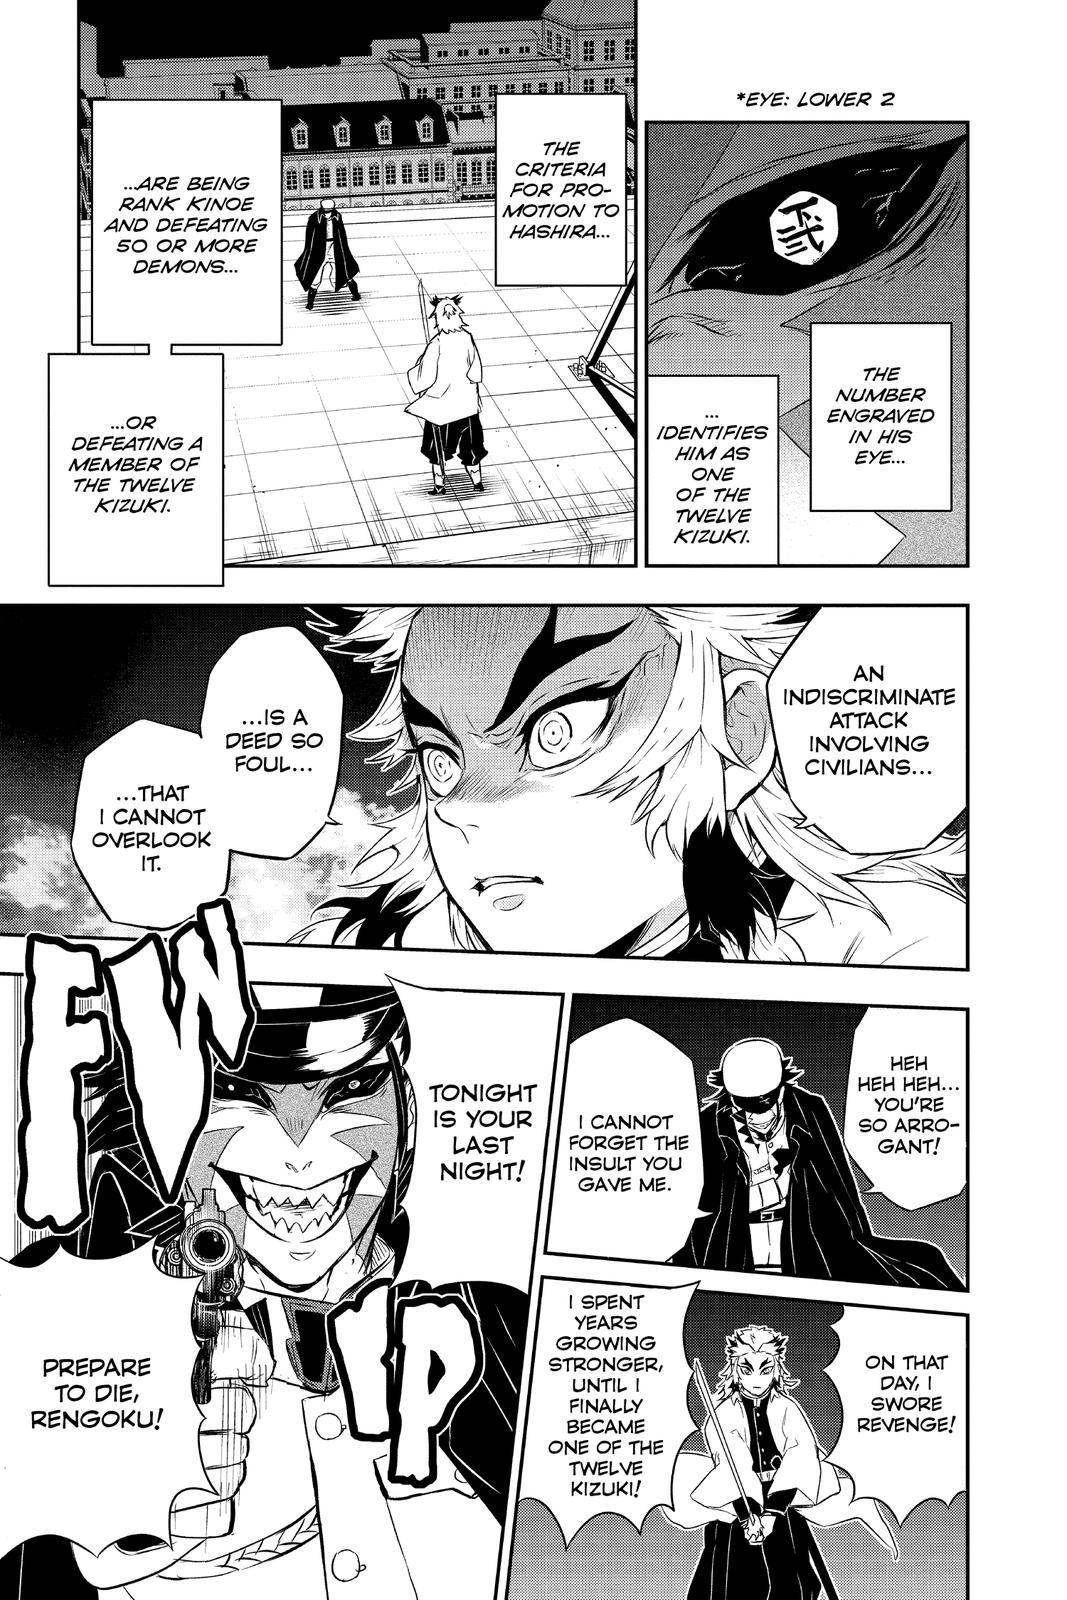 *EYE: LOWER 2
下弐
THE
NUMBER
ENGRAVED
IN HIS
EYE...
...
IDENTIFIES
HIM AS
ONE
OF THE
TWELVE
KIZUKI.
THE
CRITERIA
FOR PRO-
MOTION TO
HASHIRA...
...ARE BEING
RANK KINOE
AND DEFEATING
50 OR MORE
DEMONS...
...OR
DEFEATING A
MEMBER OF
THE TWELVE
KIZUKI.
AN
INDISCRIMINATE
ATTACK
INVOLVING
CIVILIANS...
...IS A
DEED SO
FOUL...
...THAT
I CANNOT
OVERLOOK
IT.
HEH
HEH HEH...
YOU'RE
SO ARRO-
GANT!
I CANNOT
FORGET THE
INSULT YOU
GAVE ME.
ON THAT
DAY, I
SWORE
REVENGE!
I SPENT
YEARS
GROWING
STRONGER,
UNTIL I
FINALLY
BECAME
ONE OF THE
TWELVE
KIZUKI!
TONIGHT
IS YOUR
LAST
NIGHT!
FWIP
PREPARE
TO DIE,
RENGOKU!